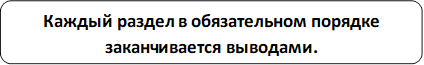 Каждый раздел в обязательном порядке
заканчивается выводами.